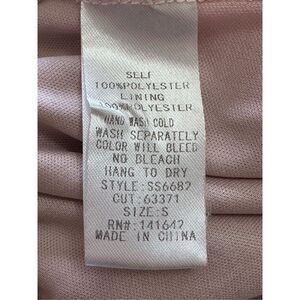 SELF
100%POLYESTER
LINING
100%POLYESTER
HAND WASH COLD
WASH SEPARATELY
COLOR WILL BLEED
NO BLEACH
HANG TO DRY
STYLE:SS6682
CUT:63371
SIZE:S
RN#:141642
MADE IN CHINA